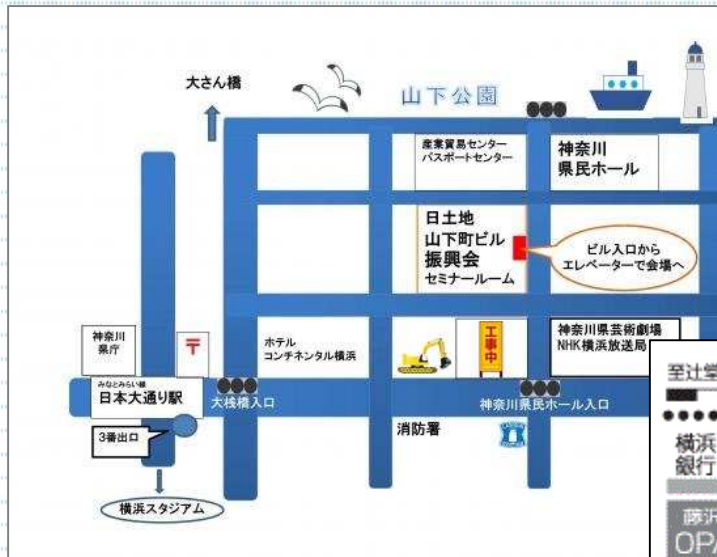 大さん橋
山下公園
産業貿易センター
パスポートセンター
神奈川
県民ホール
日土地
山下町ビル
振興会
セミナールーム
ビル入口から
エレベーターで会場へ
神奈川
県庁
〒
ホテル
コンチネンタル横浜
工事中
神奈川県芸術劇場
NHK横浜放送局
みなとみらい線
日本大通り駅
大桟橋入口
神奈川県民ホール入口
3番出口
消防署
横浜スタジアム
至辻堂
横浜
銀行
藤沢